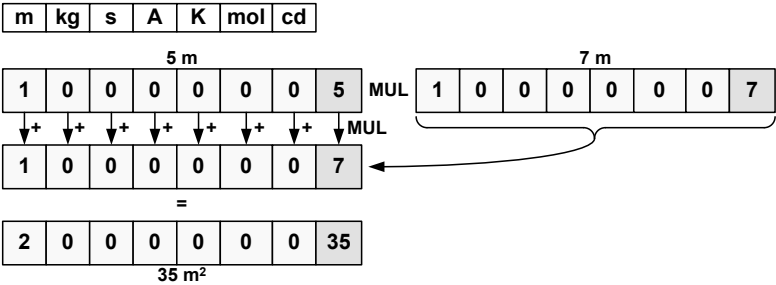 m kg s A K mol cd
5 m 7 m
1 0 0 0 0 0 0 5 MUL 1 0 0 0 0 0 0 7
+ + + + + + + MUL
1 0 0 0 0 0 0 7
=
2 0 0 0 0 0 0 35
35 m²